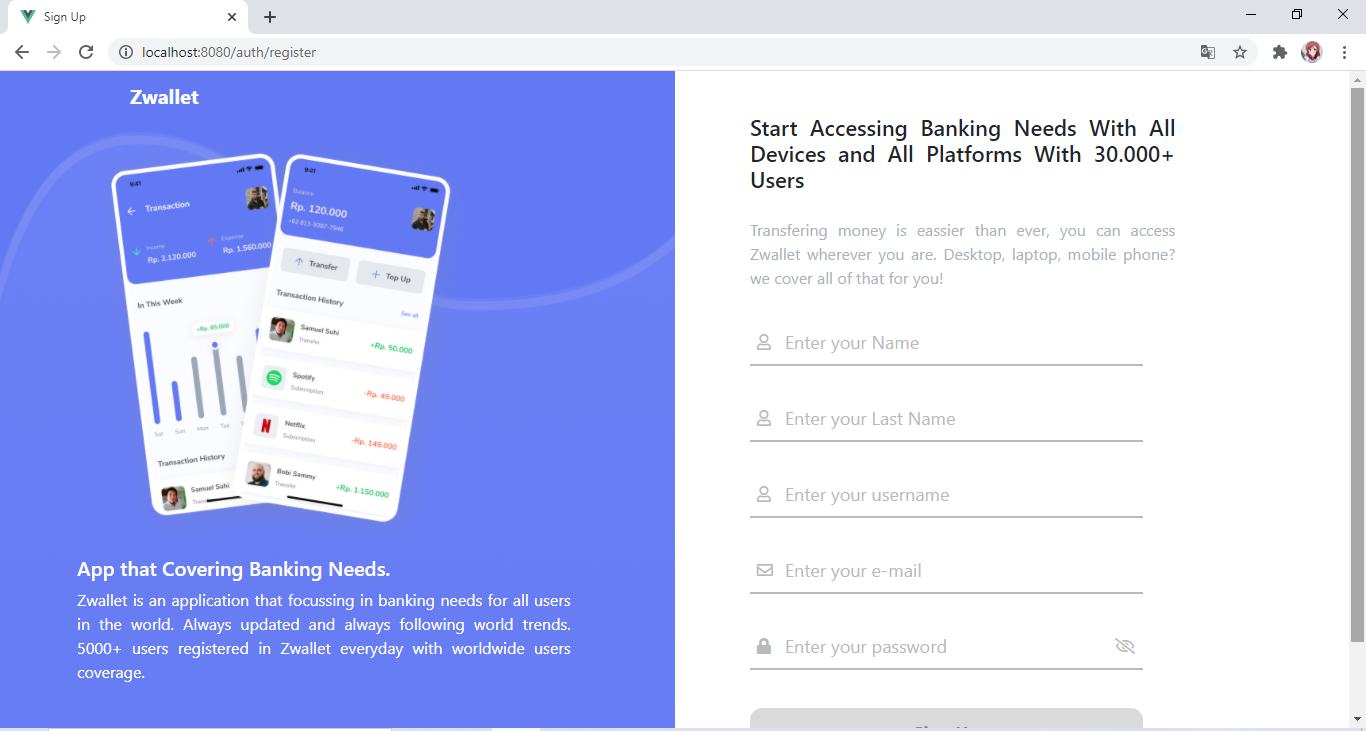 Sign Up
localhost:8080/auth/register
Zwallet
9:41
Transaction
Income
Rp. 2.120.000
Expense
Rp. 1.560.000
In This Week
+Rp. 65.000
Sat Sun Mon Tue
Transaction History
Samuel Suhi
9:41
Balance
Rp. 120.000
+62 813-9387-7946
Transfer
Top Up
Transaction History
See all
Samuel Suhi
Transfer
+Rp. 50.000
Spotify
Subscription
-Rp. 49.000
Netflix
Subscription
-Rp. 149.000
Bobi Sammy
Transfer
+Rp. 1.150.000
App that Covering Banking Needs.
Zwallet is an application that focussing in banking needs for all users
in the world. Always updated and always following world trends.
5000+ users registered in Zwallet everyday with worldwide users
coverage.
Start Accessing Banking Needs With All
Devices and All Platforms With 30.000+
Users
Transfering money is eassier than ever, you can access
Zwallet wherever you are. Desktop, laptop, mobile phone?
we cover all of that for you!
Enter your Name
Enter your Last Name
Enter your username
Enter your e-mail
Enter your password